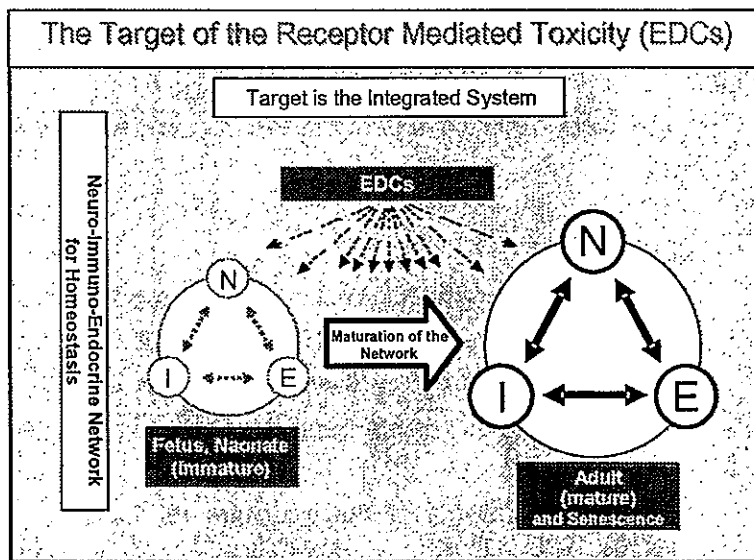 The Target of the Receptor Mediated Toxicity (EDCs)
Target is the Integrated System
Neuro-Immuno-Endocrine Network
for Homeostasis
EDCs
N
I
E
Fetus, Naonate
(Immature)
Maturation of the
Network
N
I
E
Adult
(mature)
and Senescence